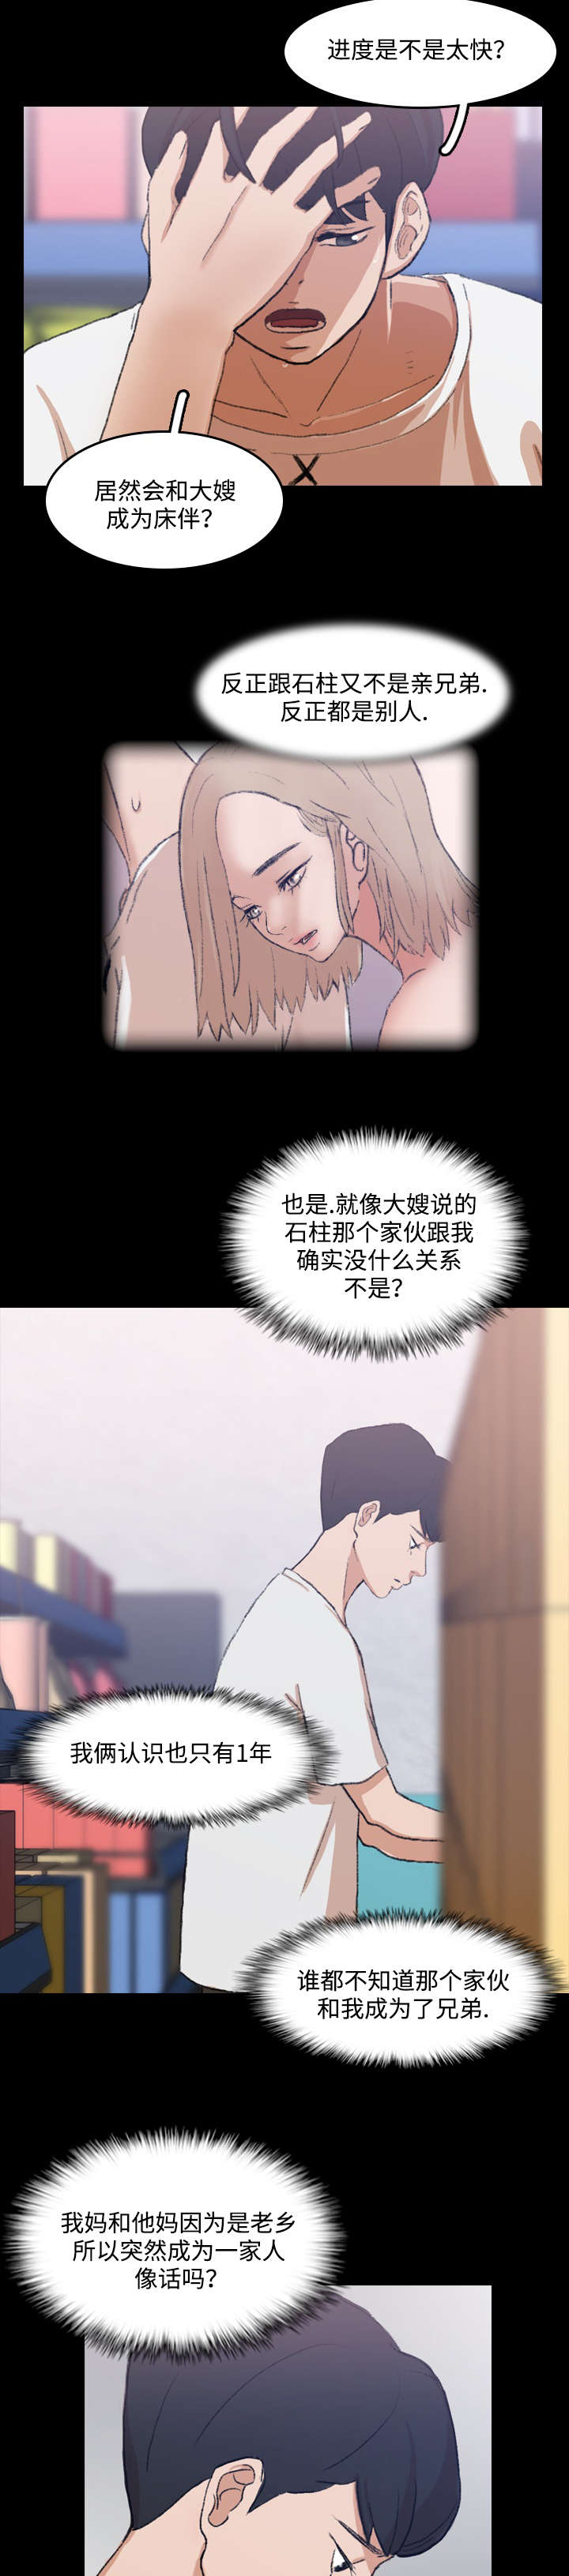 进度是不是太快?
居然会和大嫂
成为床伴?
反正跟石柱又不是亲兄弟.
反正都是别人.
也是.就像大嫂说的
石柱那个家伙跟我
确实没什么关系
不是?
我俩认识也只有1年
谁都不知道那个家伙
和我成为了兄弟.
我妈和他妈因为是老乡
所以突然成为一家人
像话吗?